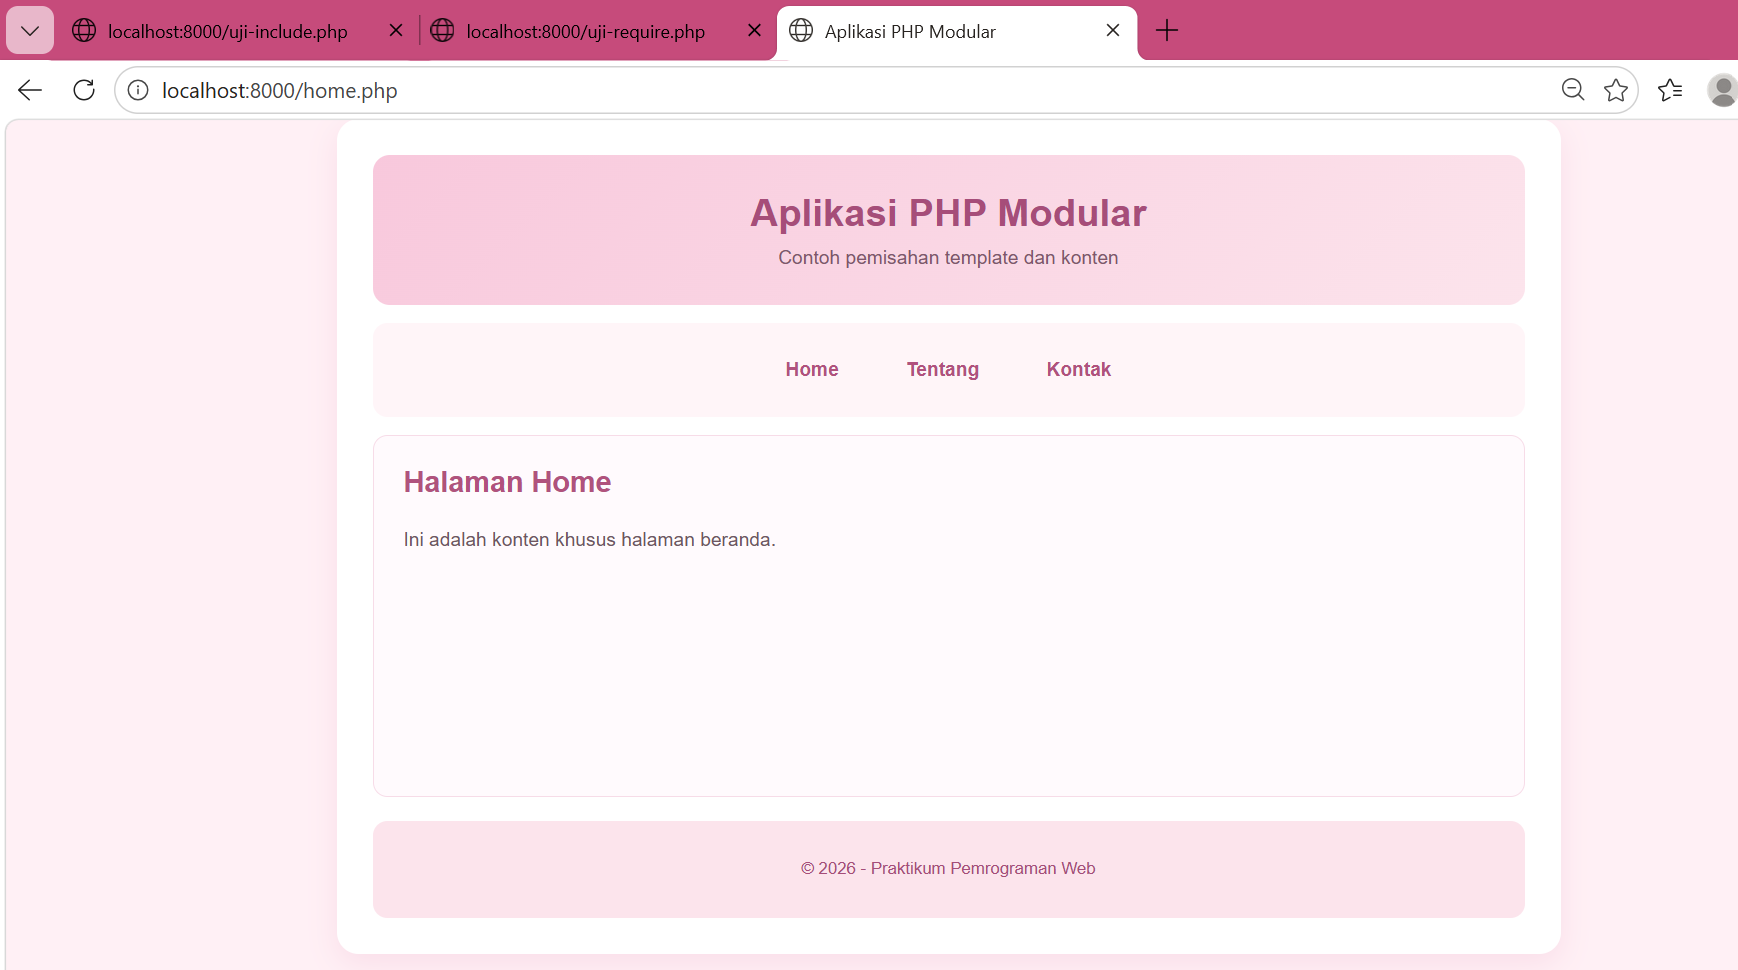 localhost:8000/uji-include.php
localhost:8000/uji-require.php
Aplikasi PHP Modular
localhost:8000/home.php
Aplikasi PHP Modular
Contoh pemisahan template dan konten
Home
Tentang
Kontak
Halaman Home
Ini adalah konten khusus halaman beranda.
© 2026 - Praktikum Pemrograman Web